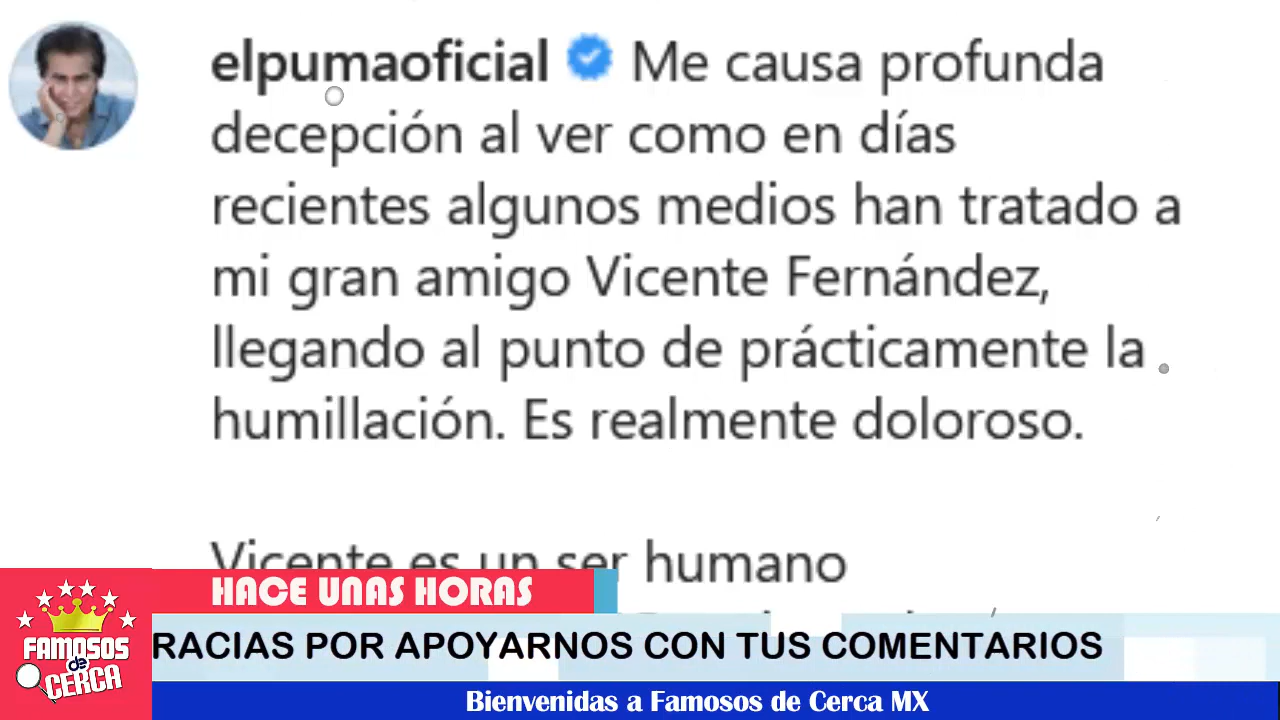 elpumaoficial Me causa profunda
decepción al ver como en días
recientes algunos medios han tratado a
mi gran amigo Vicente Fernández,
llegando al punto de prácticamente la
humillación. Es realmente doloroso.
Vicente es un ser humano
HACE UNAS HORAS
RACIAS POR APOYARNOS CON TUS COMENTARIOS
FAMOSOS
de
CERCA
Bienvenidas a Famosos de Cerca MX